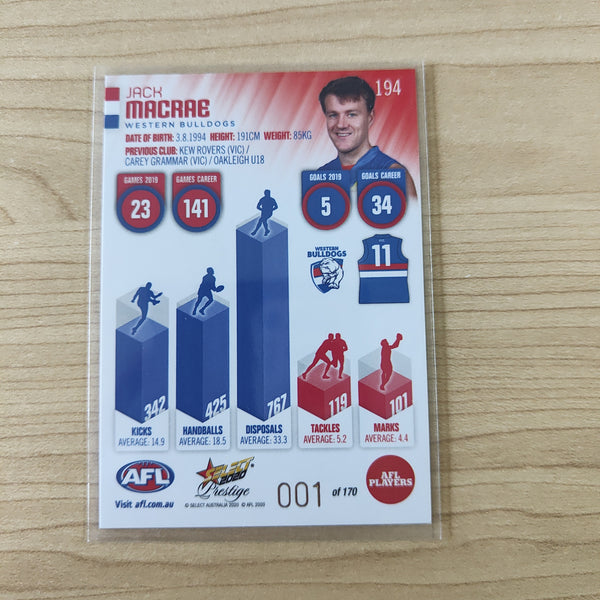 194
JACK
MACRAE
WESTERN BULLDOGS
DATE OF BIRTH: 3.8.1994 HEIGHT: 191CM WEIGHT: 85KG
PREVIOUS CLUB: KEW ROVERS (VIC) /
CAREY GRAMMAR (VIC) / OAKLEIGH U18
GAMES 2019 GAMES CAREER GOALS 2019 GOALS CAREER
23 141 5 34
WESTERN
BULLDOGS
11
342 425 767 119 101
KICKS HANDBALLS DISPOSALS TACKLES MARKS
AVERAGE: 14.9 AVERAGE: 18.5 AVERAGE: 33.3 AVERAGE: 5.2 AVERAGE: 4.4
AFL
Visit afl.com.au
SELECT
2020
Prestige
© SELECT AUSTRALIA 2020 © AFL 2020
001 of 170
AFL
PLAYERS